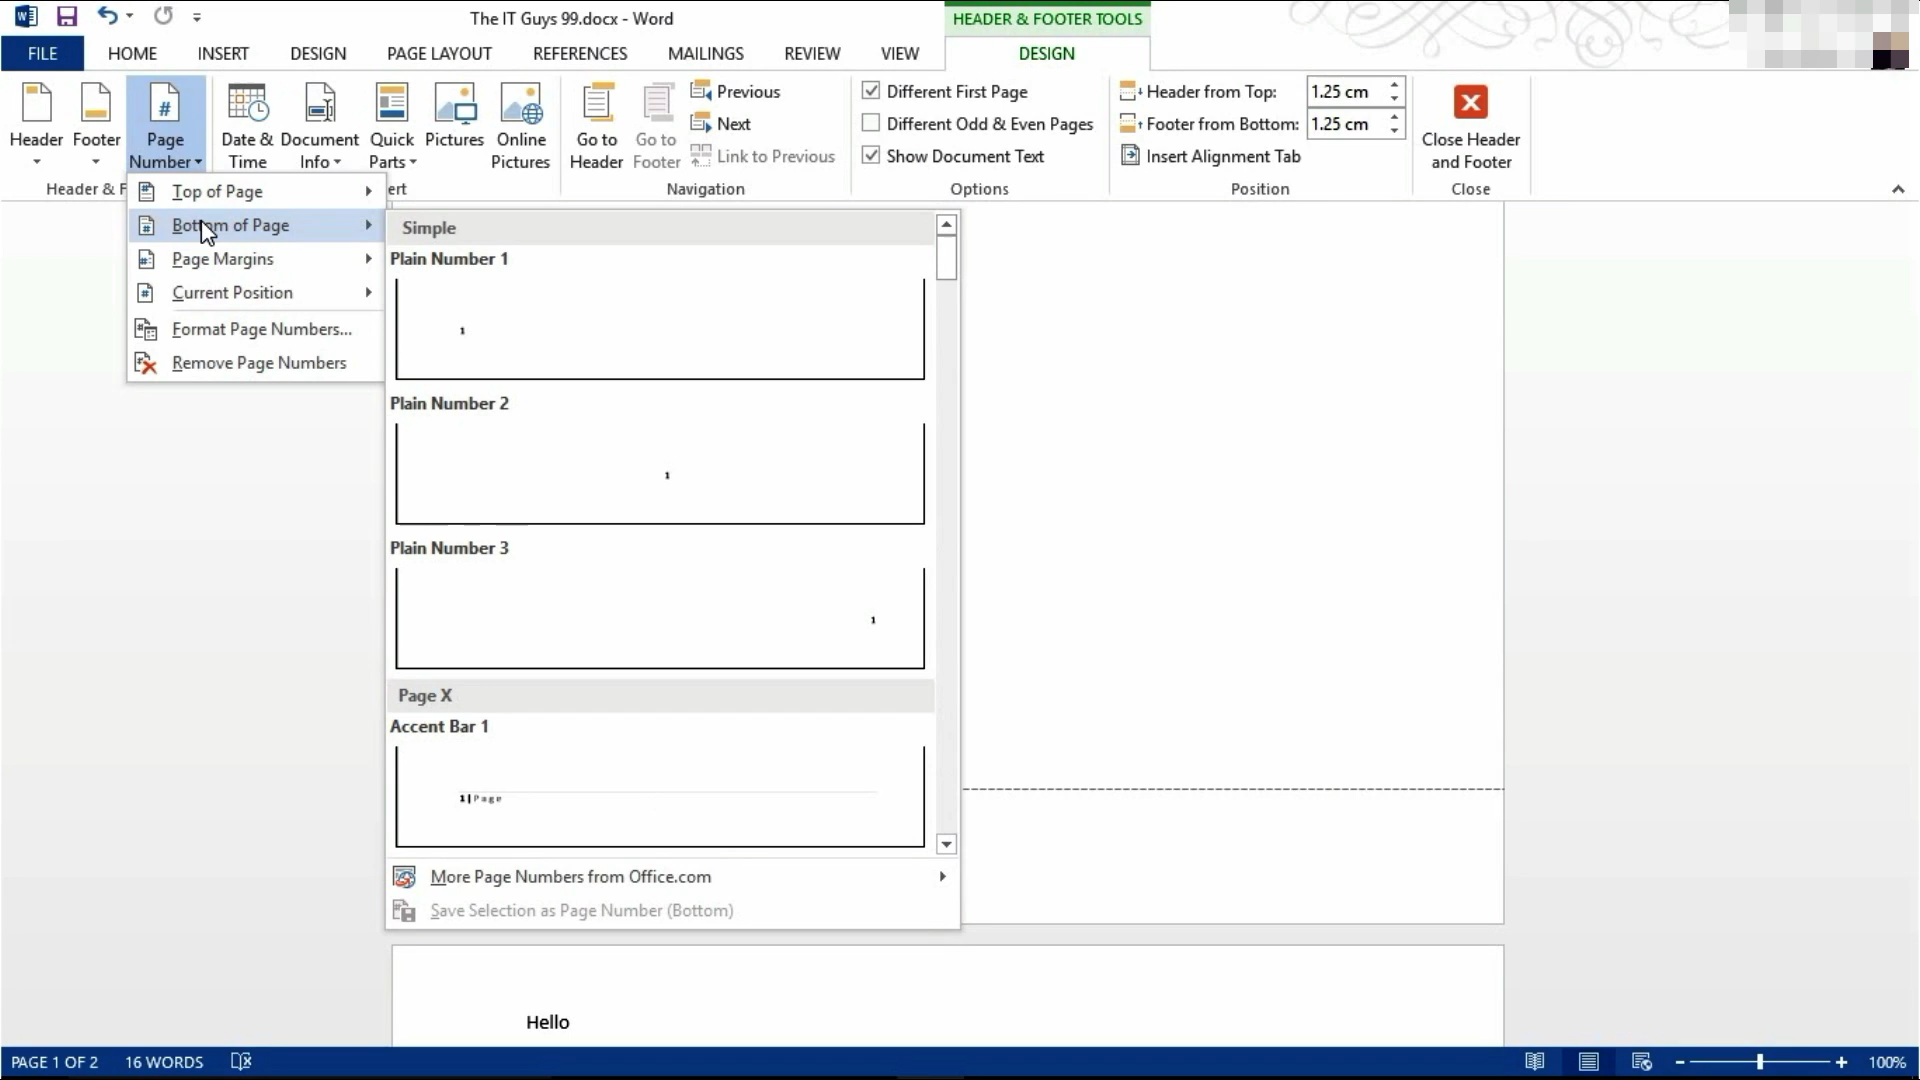 The IT Guys 99.docx - Word
HEADER & FOOTER TOOLS
FILE HOME INSERT DESIGN PAGE LAYOUT REFERENCES MAILINGS REVIEW VIEW DESIGN
Header
Footer
Page
Number
Date &
Time
Document
Info
Quick
Parts
Pictures
Online
Pictures
Go to
Header
Go to
Footer
Previous
Next
Link to Previous
Different First Page
Different Odd & Even Pages
Show Document Text
Header from Top: 1.25 cm
Footer from Bottom: 1.25 cm
Insert Alignment Tab
Close Header
and Footer
Header & F
ert
Navigation
Options
Position
Close
Top of Page
Bottom of Page
Page Margins
Current Position
Format Page Numbers...
Remove Page Numbers
Simple
Plain Number 1
1
Plain Number 2
1
Plain Number 3
1
Page X
Accent Bar 1
1|Page
More Page Numbers from Office.com
Save Selection as Page Number (Bottom)
Hello
PAGE 1 OF 2 16 WORDS 100%